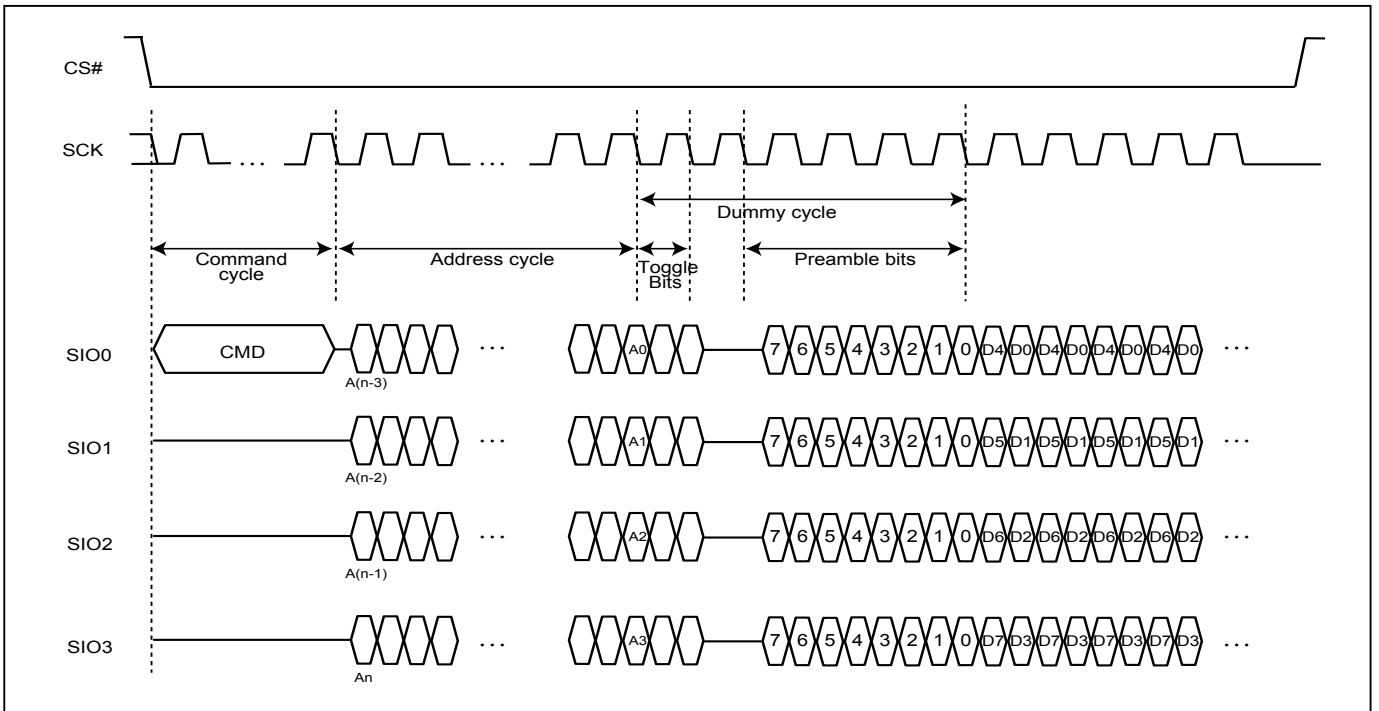 CS#
SCK
...
...
Dummy cycle
Command
cycle
Address cycle
Toggle
Bits
Preamble bits
SIO0
CMD
...
A0
7 6 5 4 3 2 1 0 D4 D0 D4 D0 D4 D0 D4 D0
...
A(n-3)
SIO1
...
A1
7 6 5 4 3 2 1 0 D5 D1 D5 D1 D5 D1 D5 D1
...
A(n-2)
SIO2
...
A2
7 6 5 4 3 2 1 0 D6 D2 D6 D2 D6 D2 D6 D2
...
A(n-1)
SIO3
...
A3
7 6 5 4 3 2 1 0 D7 D3 D7 D3 D7 D3 D7 D3
...
An